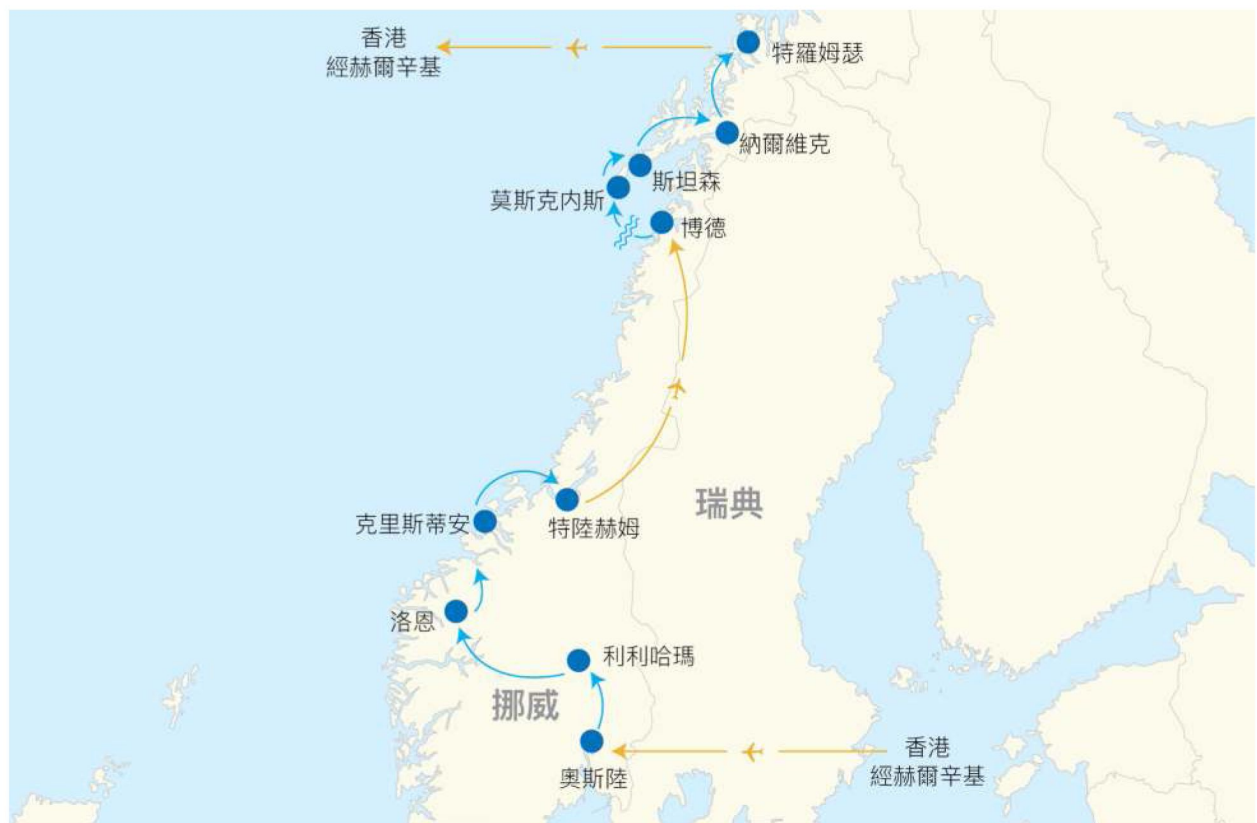 香港
經赫爾辛基
特羅姆瑟
納爾維克
斯坦森
莫斯克内斯
博德
瑞典
克里斯蒂安
特陸赫姆
洛恩
利利哈瑪
挪威
香港
經赫爾辛基
奧斯陸